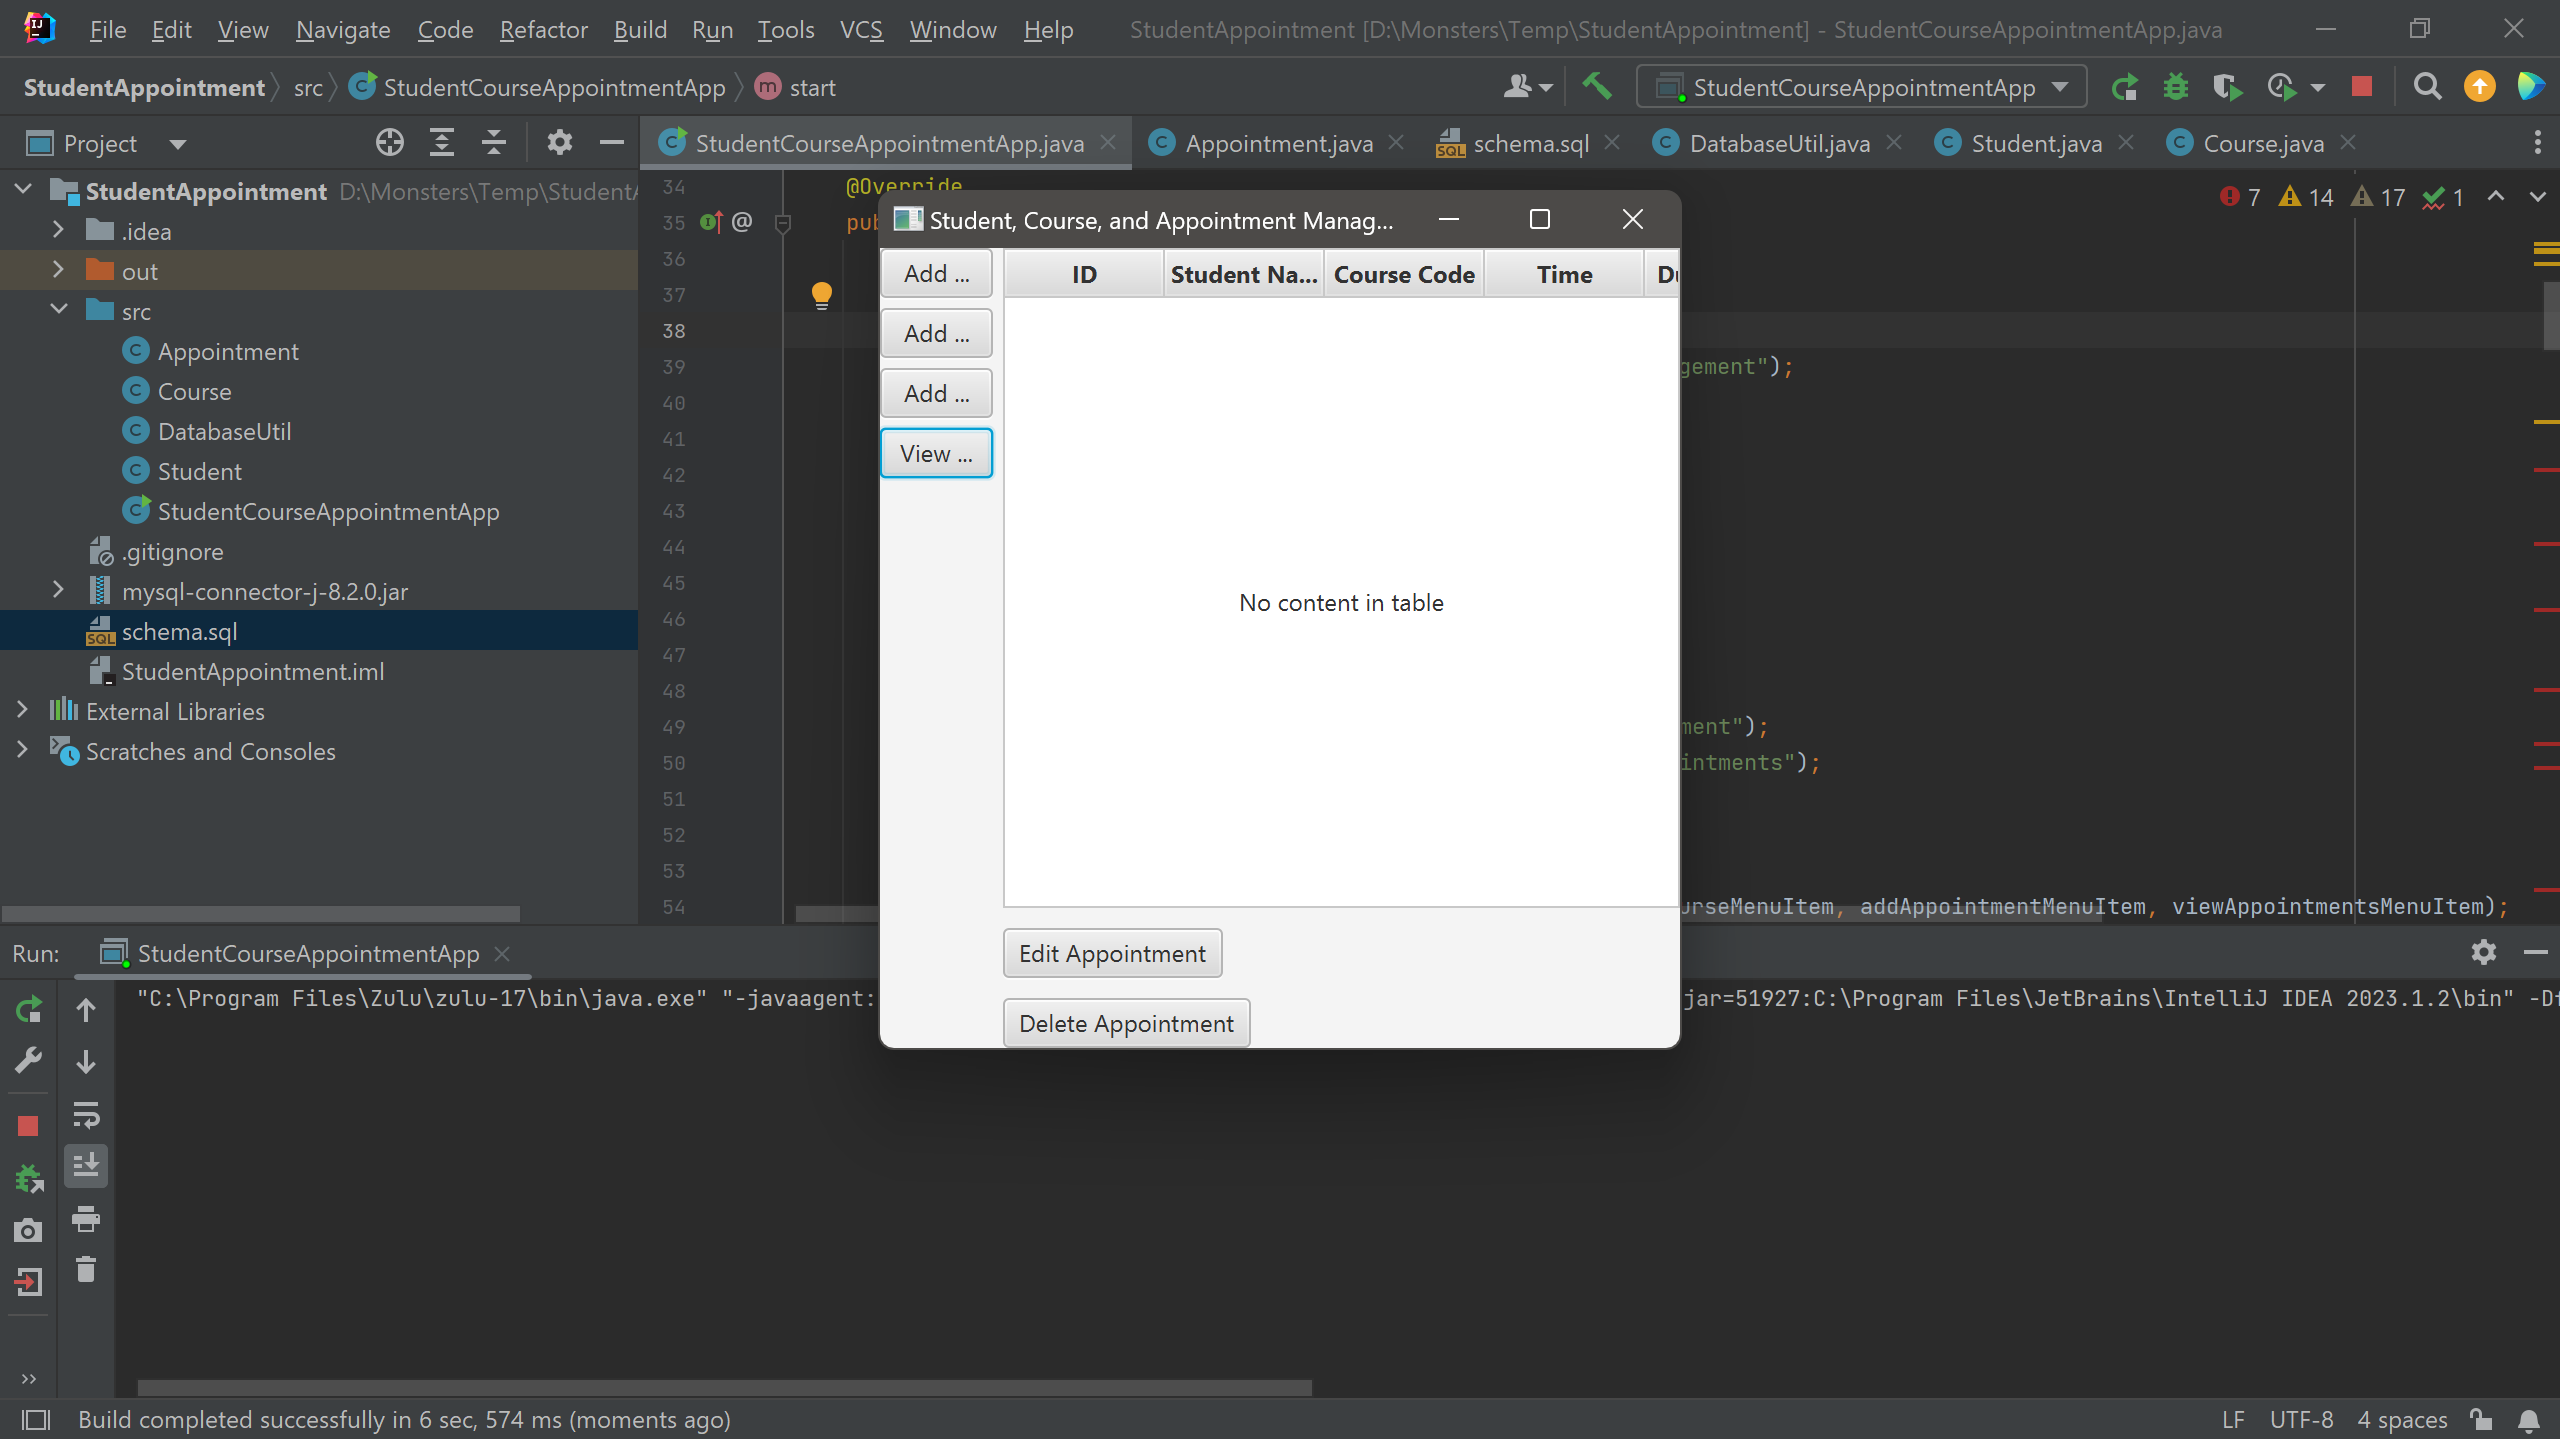 File Edit View Navigate Code Refactor Build Run Tools VCS Window Help StudentAppointment [D:\Monsters\Temp\StudentAppointment] - StudentCourseAppointmentApp.java
StudentAppointment src StudentCourseAppointmentApp start StudentCourseAppointmentApp
Project
StudentCourseAppointmentApp.java Appointment.java schema.sql DatabaseUtil.java Student.java Course.java
StudentAppointment D:\Monsters\Temp\Student
.idea
out
src
Appointment
Course
DatabaseUtil
Student
StudentCourseAppointmentApp
.gitignore
mysql-connector-j-8.2.0.jar
schema.sql
StudentAppointment.iml
External Libraries
Scratches and Consoles
7 14 17 1
34 @Override
35 pub
36
37
38
39 gement");
40
41
42
43
44
45
46
47
48
49 ment");
50 intments");
51
52
53
54 urseMenuItem, addAppointmentMenuItem, viewAppointmentsMenuItem);
Student, Course, and Appointment Manag...
Add ...
Add ...
Add ...
View ...
ID Student Na... Course Code Time Du
No content in table
Edit Appointment
Delete Appointment
Run: StudentCourseAppointmentApp
"C:\Program Files\Zulu\zulu-17\bin\java.exe" "-javaagent: jar=51927:C:\Program Files\JetBrains\IntelliJ IDEA 2023.1.2\bin" -Df
Build completed successfully in 6 sec, 574 ms (moments ago)
LF UTF-8 4 spaces